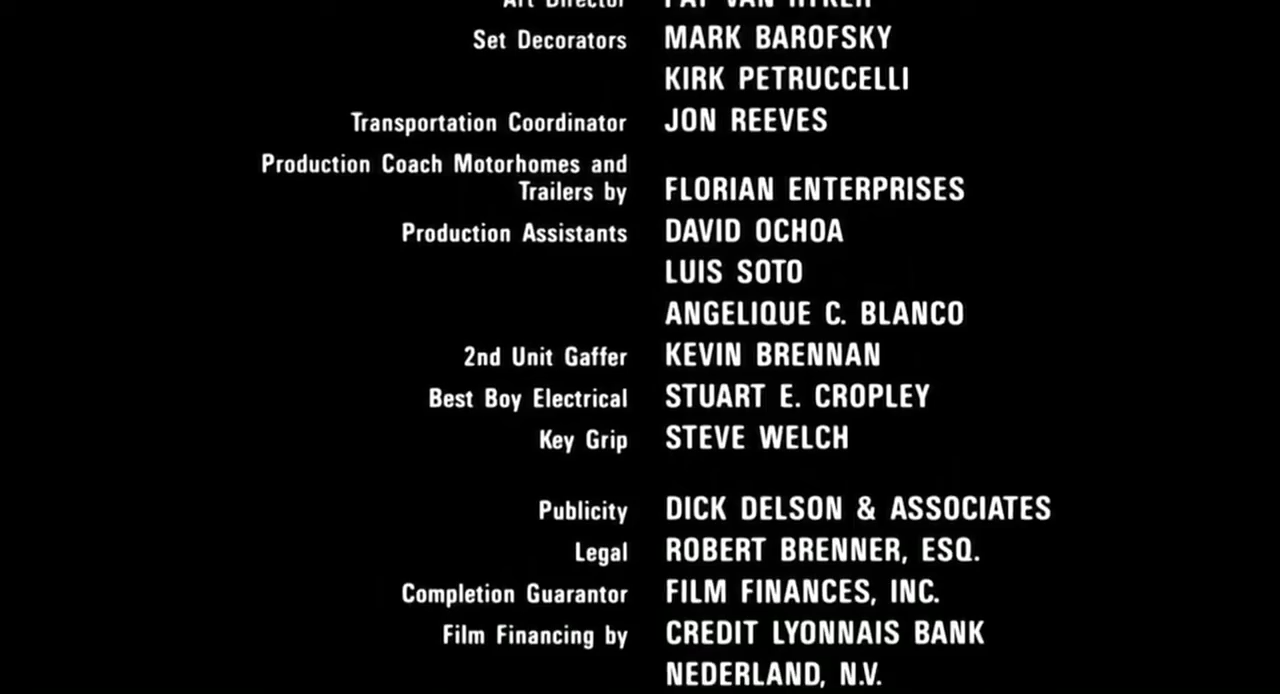 Art Director
Set Decorators MARK BAROFSKY
KIRK PETRUCCELLI
Transportation Coordinator JON REEVES
Production Coach Motorhomes and
Trailers by FLORIAN ENTERPRISES
Production Assistants DAVID OCHOA
LUIS SOTO
ANGELIQUE C. BLANCO
2nd Unit Gaffer KEVIN BRENNAN
Best Boy Electrical STUART E. CROPLEY
Key Grip STEVE WELCH
Publicity DICK DELSON & ASSOCIATES
Legal ROBERT BRENNER, ESQ.
Completion Guarantor FILM FINANCES, INC.
Film Financing by CREDIT LYONNAIS BANK
NEDERLAND, N.V.